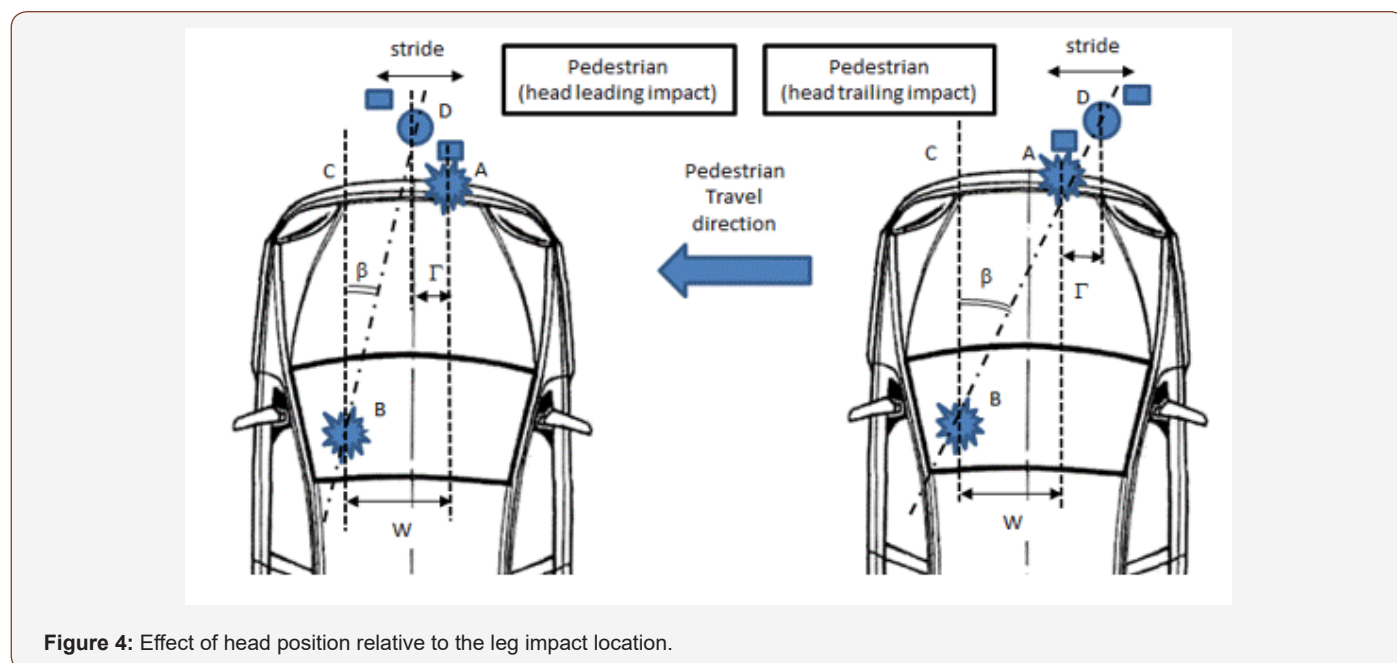 stride
Pedestrian
(head leading impact)
Pedestrian
(head trailing impact)
stride
D
C
A
β
Γ
B
W
Pedestrian
Travel
direction
D
C
A
β
Γ
B
W
Figure 4: Effect of head position relative to the leg impact location.